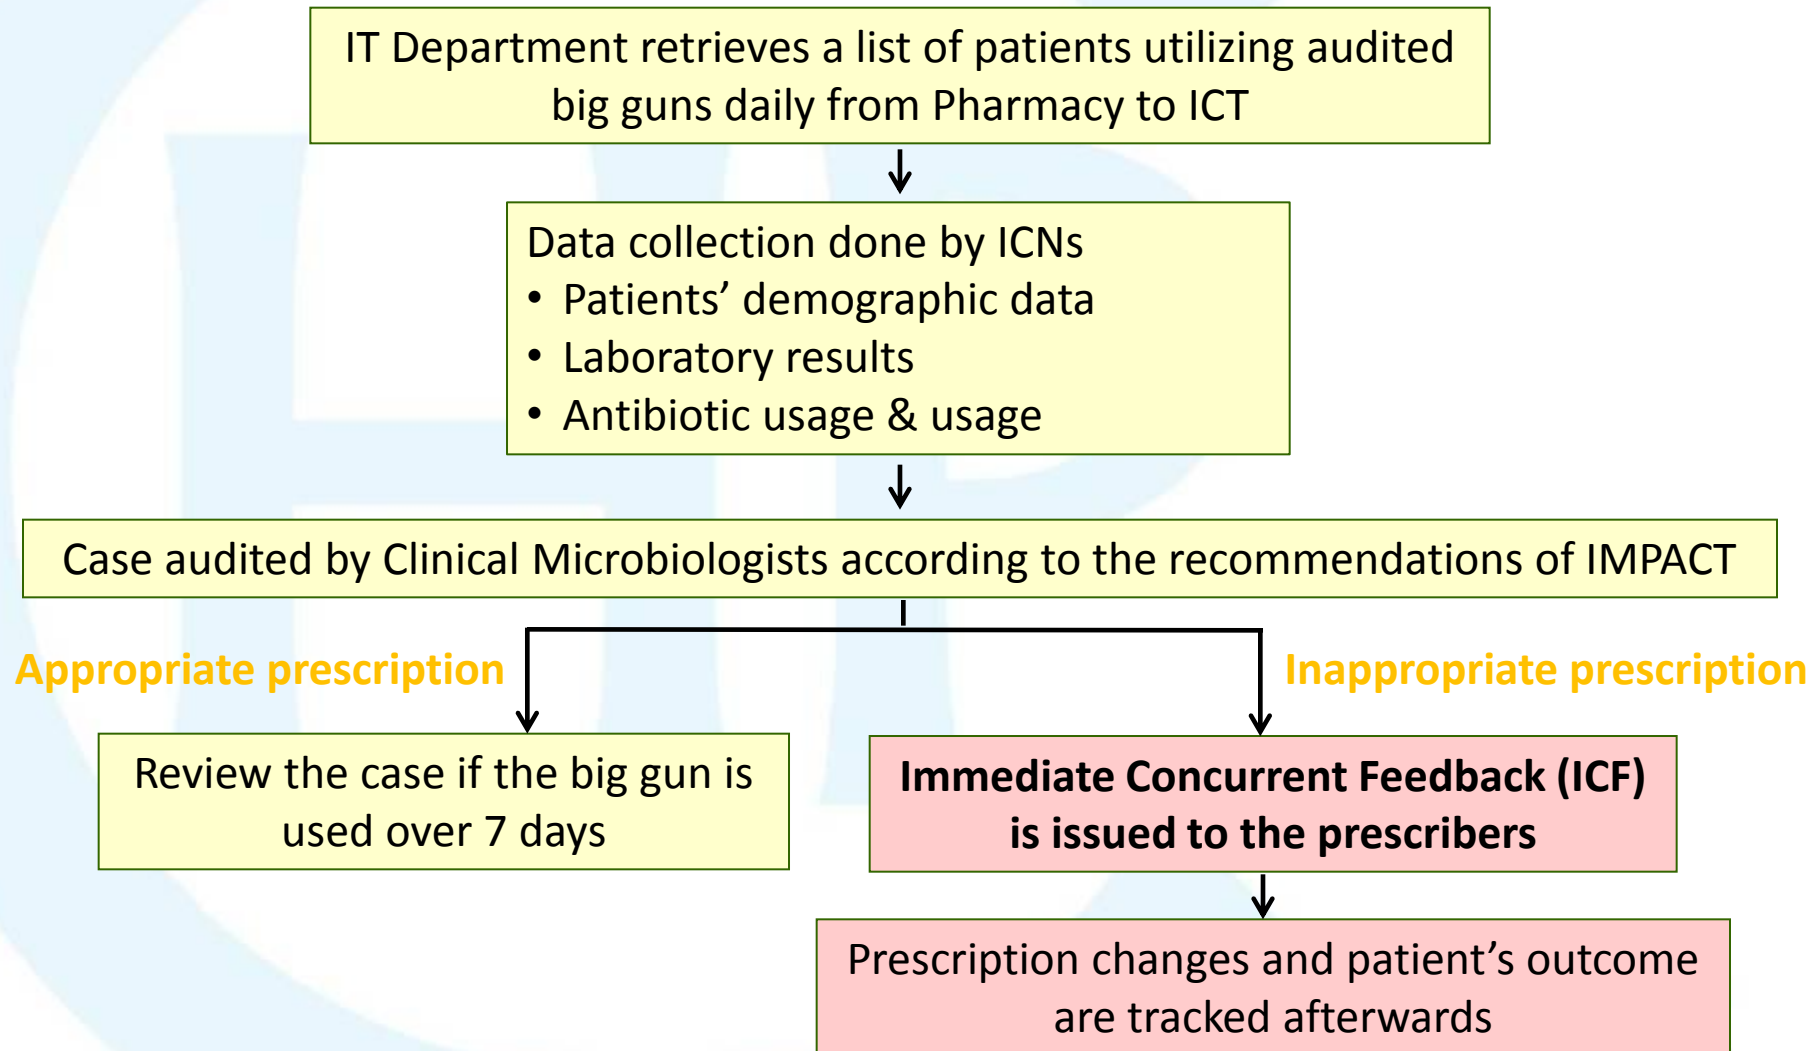 IT Department retrieves a list of patients utilizing audited
big guns daily from Pharmacy to ICT
Data collection done by ICNs
• Patients’ demographic data
• Laboratory results
• Antibiotic usage & usage
Case audited by Clinical Microbiologists according to the recommendations of IMPACT
Appropriate prescription
Inappropriate prescription
Review the case if the big gun is
used over 7 days
Immediate Concurrent Feedback (ICF)
is issued to the prescribers
Prescription changes and patient’s outcome
are tracked afterwards